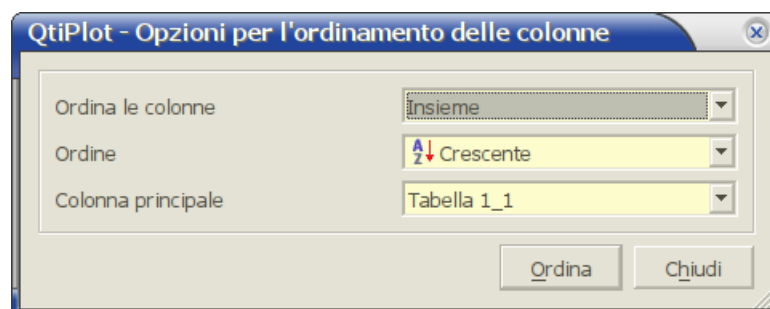 QtiPlot - Opzioni per l'ordinamento delle colonne
Ordina le colonne Insieme
Ordine Crescente
Colonna principale Tabella 1_1
Ordina Chiudi